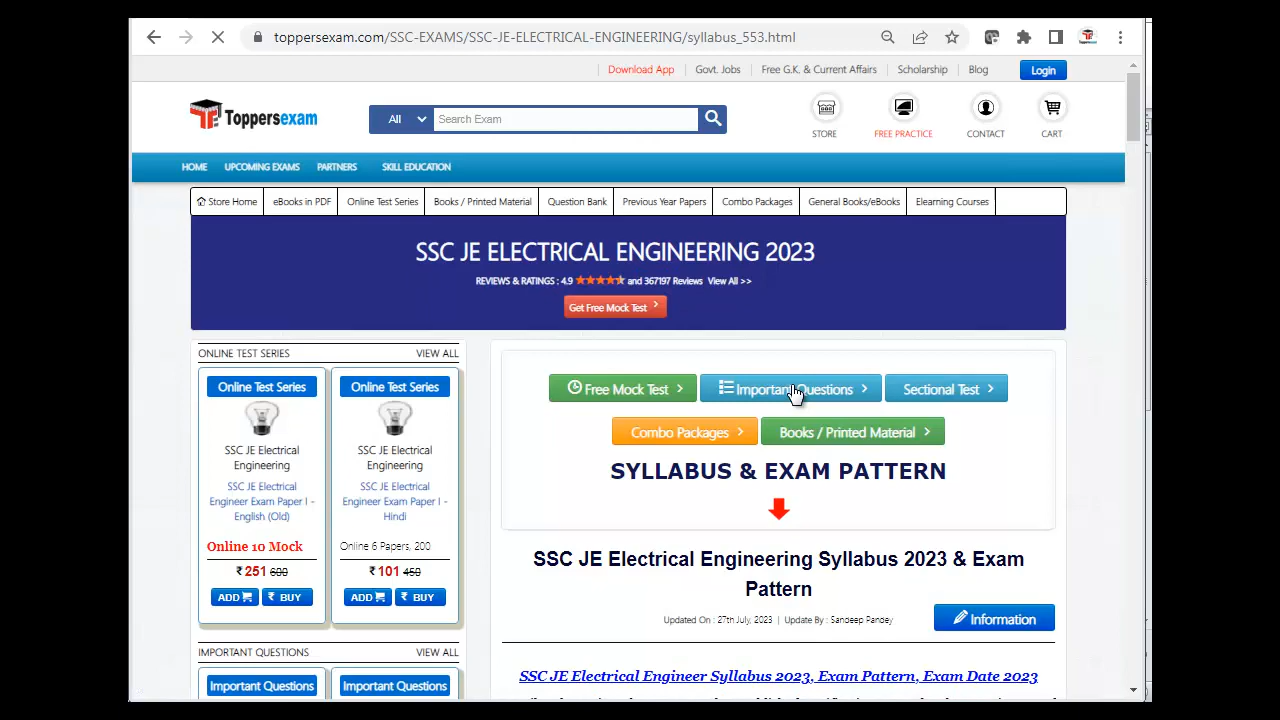 toppersexam.com/SSC-EXAMS/SSC-JE-ELECTRICAL-ENGINEERING/syllabus_553.html
Download App Govt. Jobs Free G.K. & Current Affairs Scholarship Blog Login
Toppersexam
All Search Exam
STORE FREE PRACTICE CONTACT CART
HOME UPCOMING EXAMS PARTNERS SKILL EDUCATION
Store Home eBooks in PDF Online Test Series Books / Printed Material Question Bank Previous Year Papers Combo Packages General Books/eBooks Elearning Courses
SSC JE ELECTRICAL ENGINEERING 2023
REVIEWS & RATINGS : 4.9 and 367197 Reviews View All >>
Get Free Mock Test
ONLINE TEST SERIES VIEW ALL
Online Test Series
SSC JE Electrical
Engineering
SSC JE Electrical
Engineer Exam Paper I -
English (Old)
Online 10 Mock
₹ 251 600
ADD ₹ BUY
Online Test Series
SSC JE Electrical
Engineering
SSC JE Electrical
Engineer Exam Paper I -
Hindi
Online 6 Papers, 200
₹ 101 450
ADD ₹ BUY
IMPORTANT QUESTIONS VIEW ALL
Important Questions Important Questions
Free Mock Test Important Questions Sectional Test
Combo Packages Books / Printed Material
SYLLABUS & EXAM PATTERN
SSC JE Electrical Engineering Syllabus 2023 & Exam
Pattern
Updated On : 27th July, 2023 | Update By : Sandeep Pandey
Information
SSC JE Electrical Engineer Syllabus 2023, Exam Pattern, Exam Date 2023